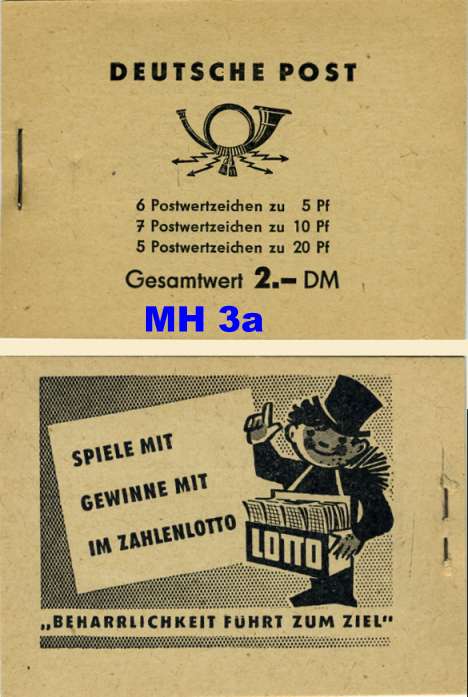 DEUTSCHE POST
6 Postwertzeichen zu 5 Pf
7 Postwertzeichen zu 10 Pf
5 Postwertzeichen zu 20 Pf
Gesamtwert 2.– DM
MH 3a
SPIELE MIT
GEWINNE MIT
IM ZAHLENLOTTO
LOTTO
„BEHARRLICHKEIT FÜHRT ZUM ZIEL"